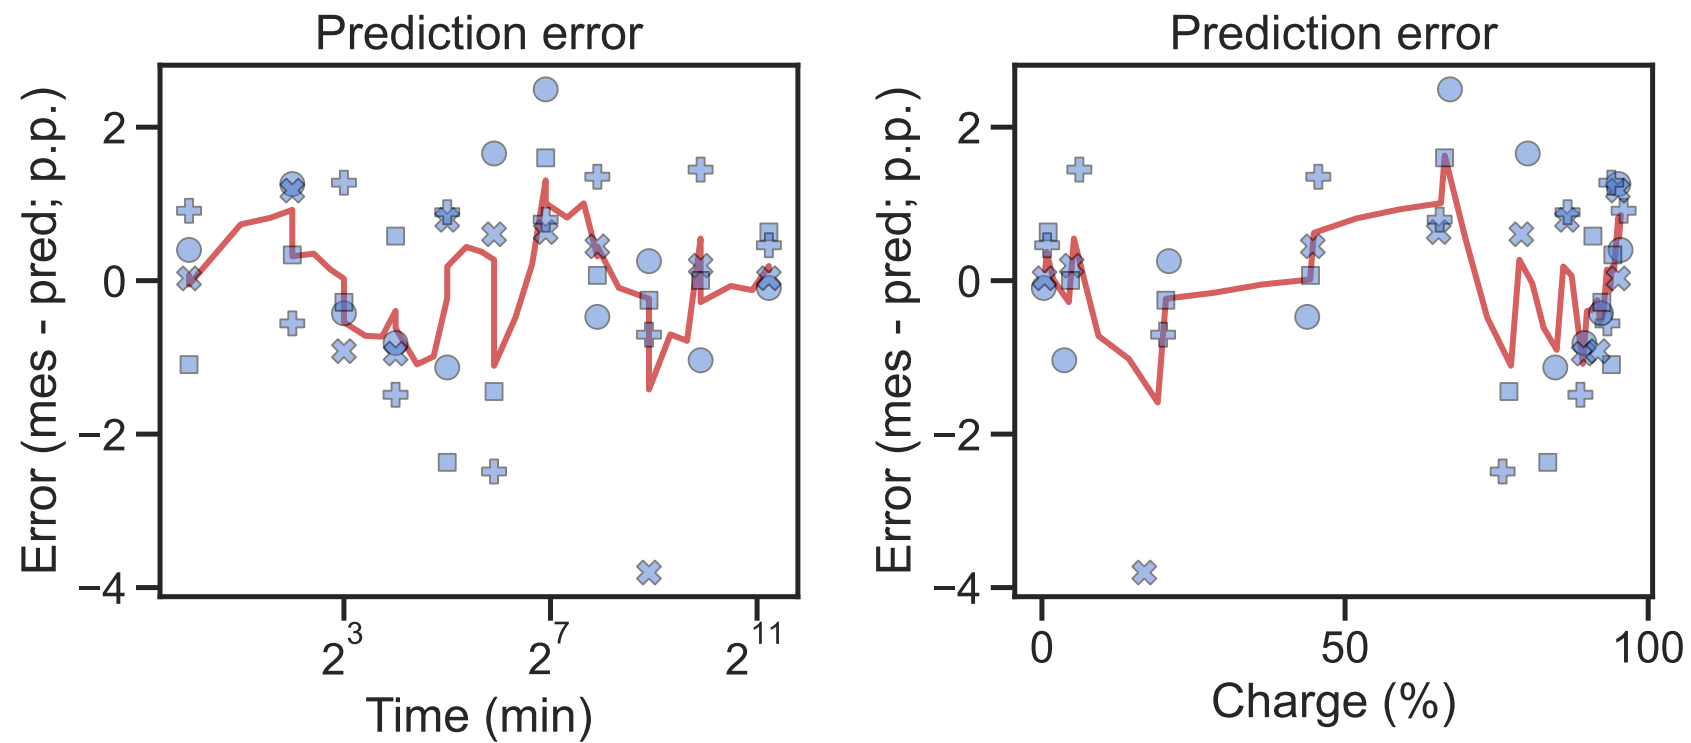 Prediction error
Error (mes - pred; p.p.)
2
0
−2
−4
2^3
2^7
2^11
Time (min)
Prediction error
Error (mes - pred; p.p.)
2
0
−2
−4
0
50
100
Charge (%)